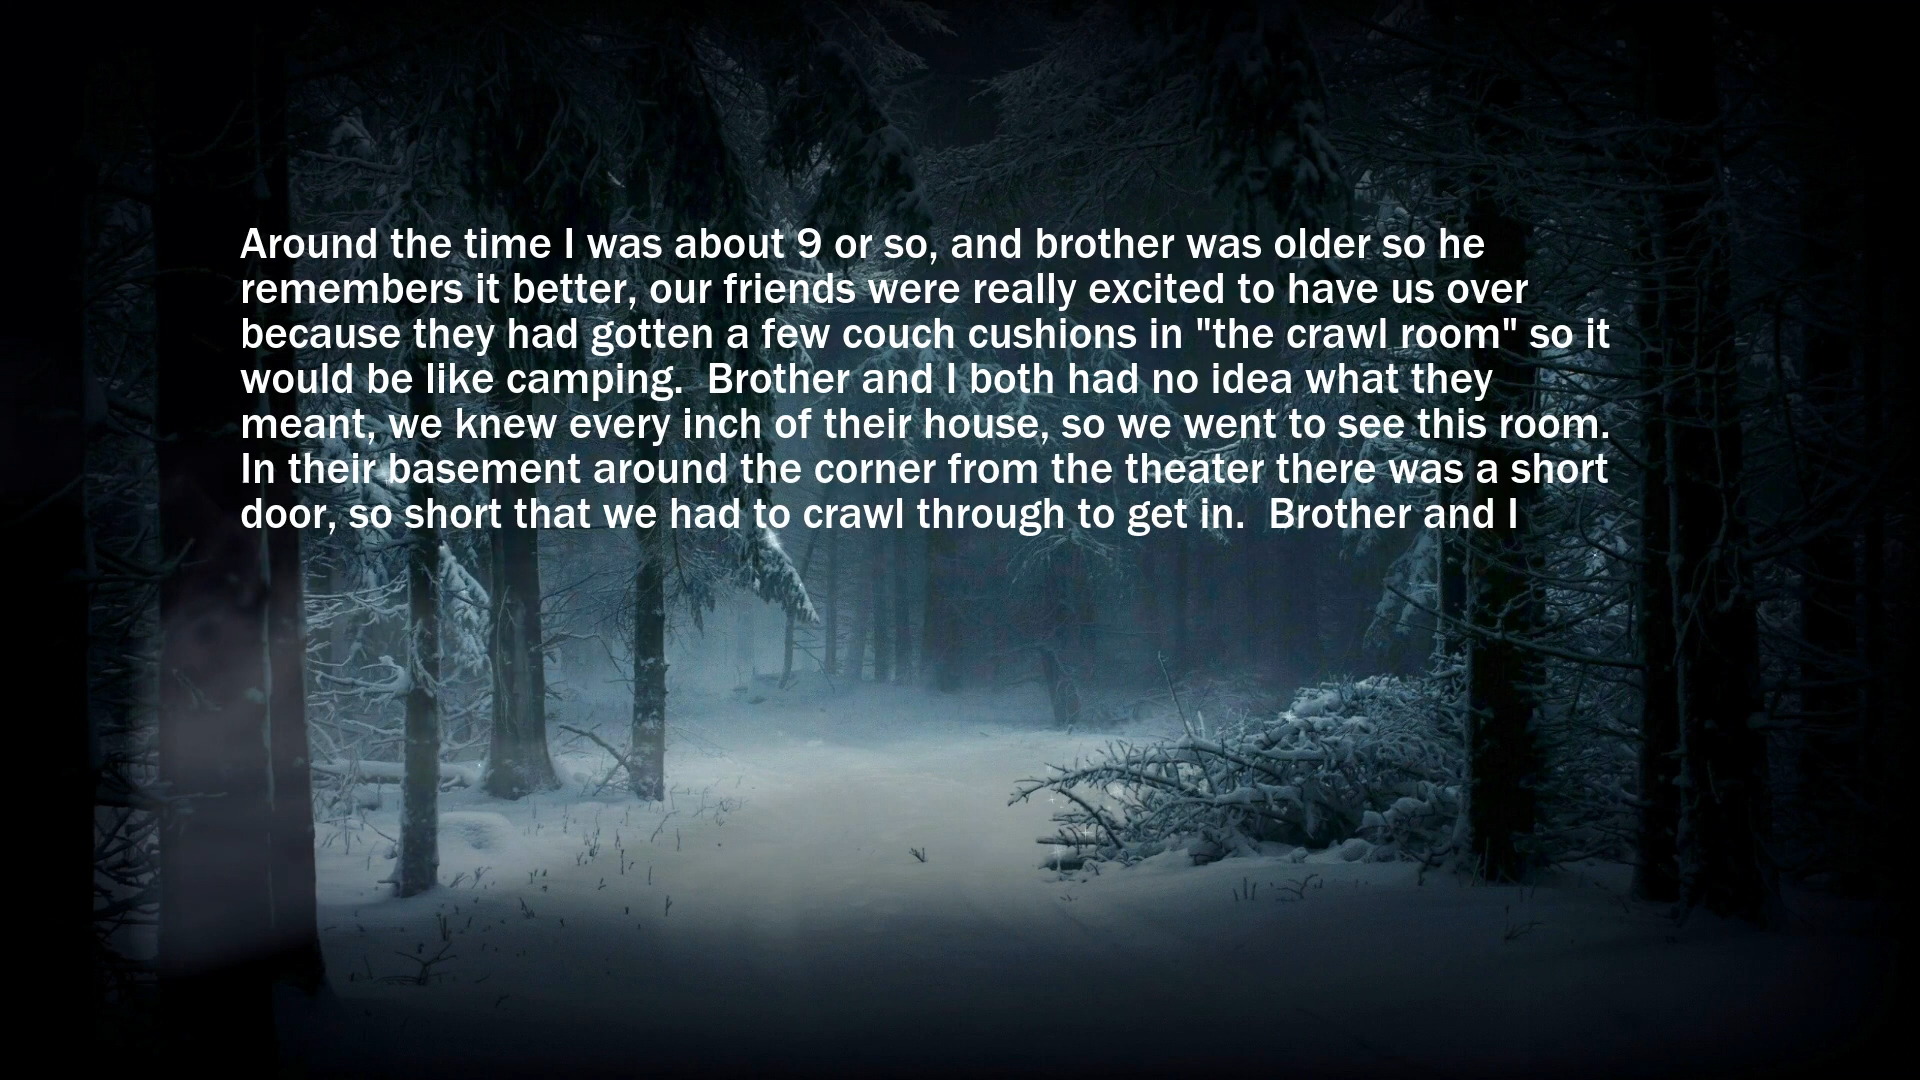 Around the time I was about 9 or so, and brother was older so he
remembers it better, our friends were really excited to have us over
because they had gotten a few couch cushions in "the crawl room" so it
would be like camping.  Brother and I both had no idea what they
meant, we knew every inch of their house, so we went to see this room.
In their basement around the corner from the theater there was a short
door, so short that we had to crawl through to get in.  Brother and I